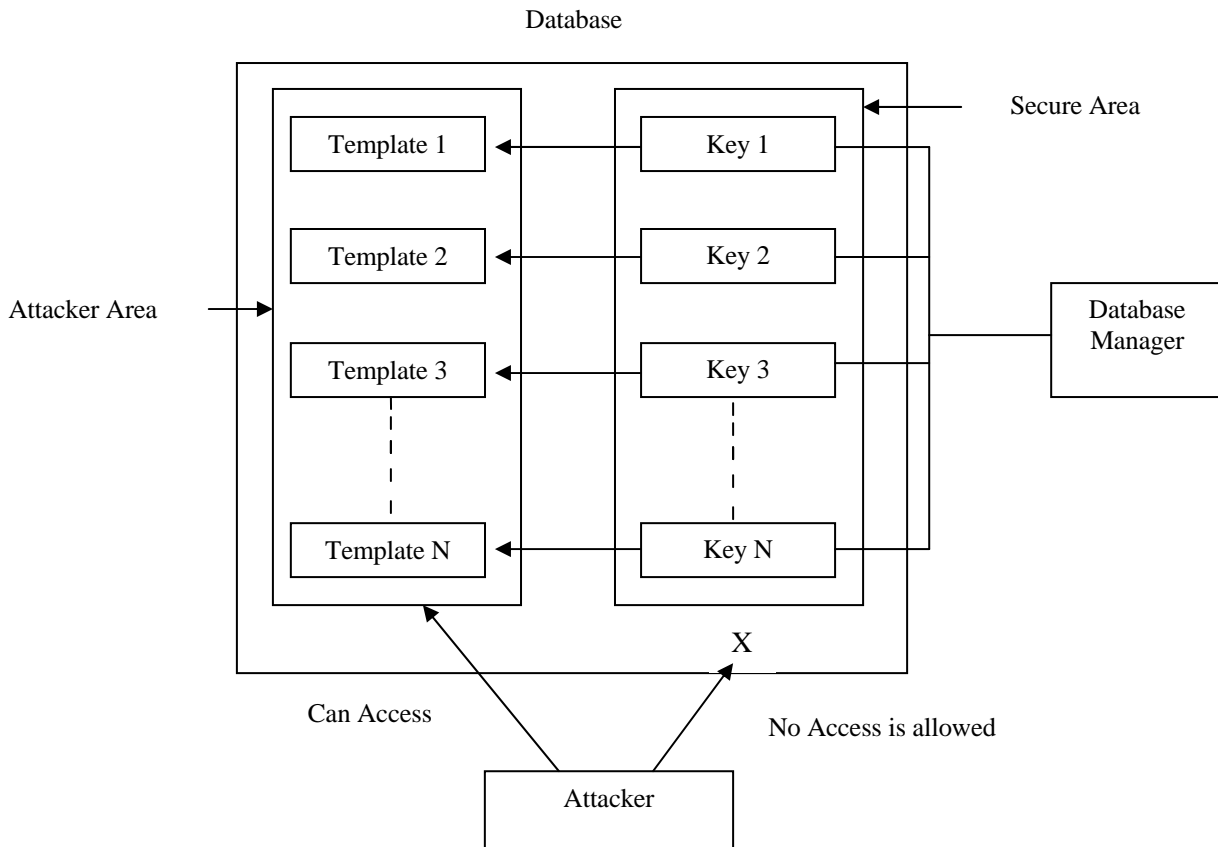 Database
Secure Area
Template 1
Key 1
Template 2
Key 2
Attacker Area
Database
Manager
Template 3
Key 3
Template N
Key N
X
Can Access
No Access is allowed
Attacker